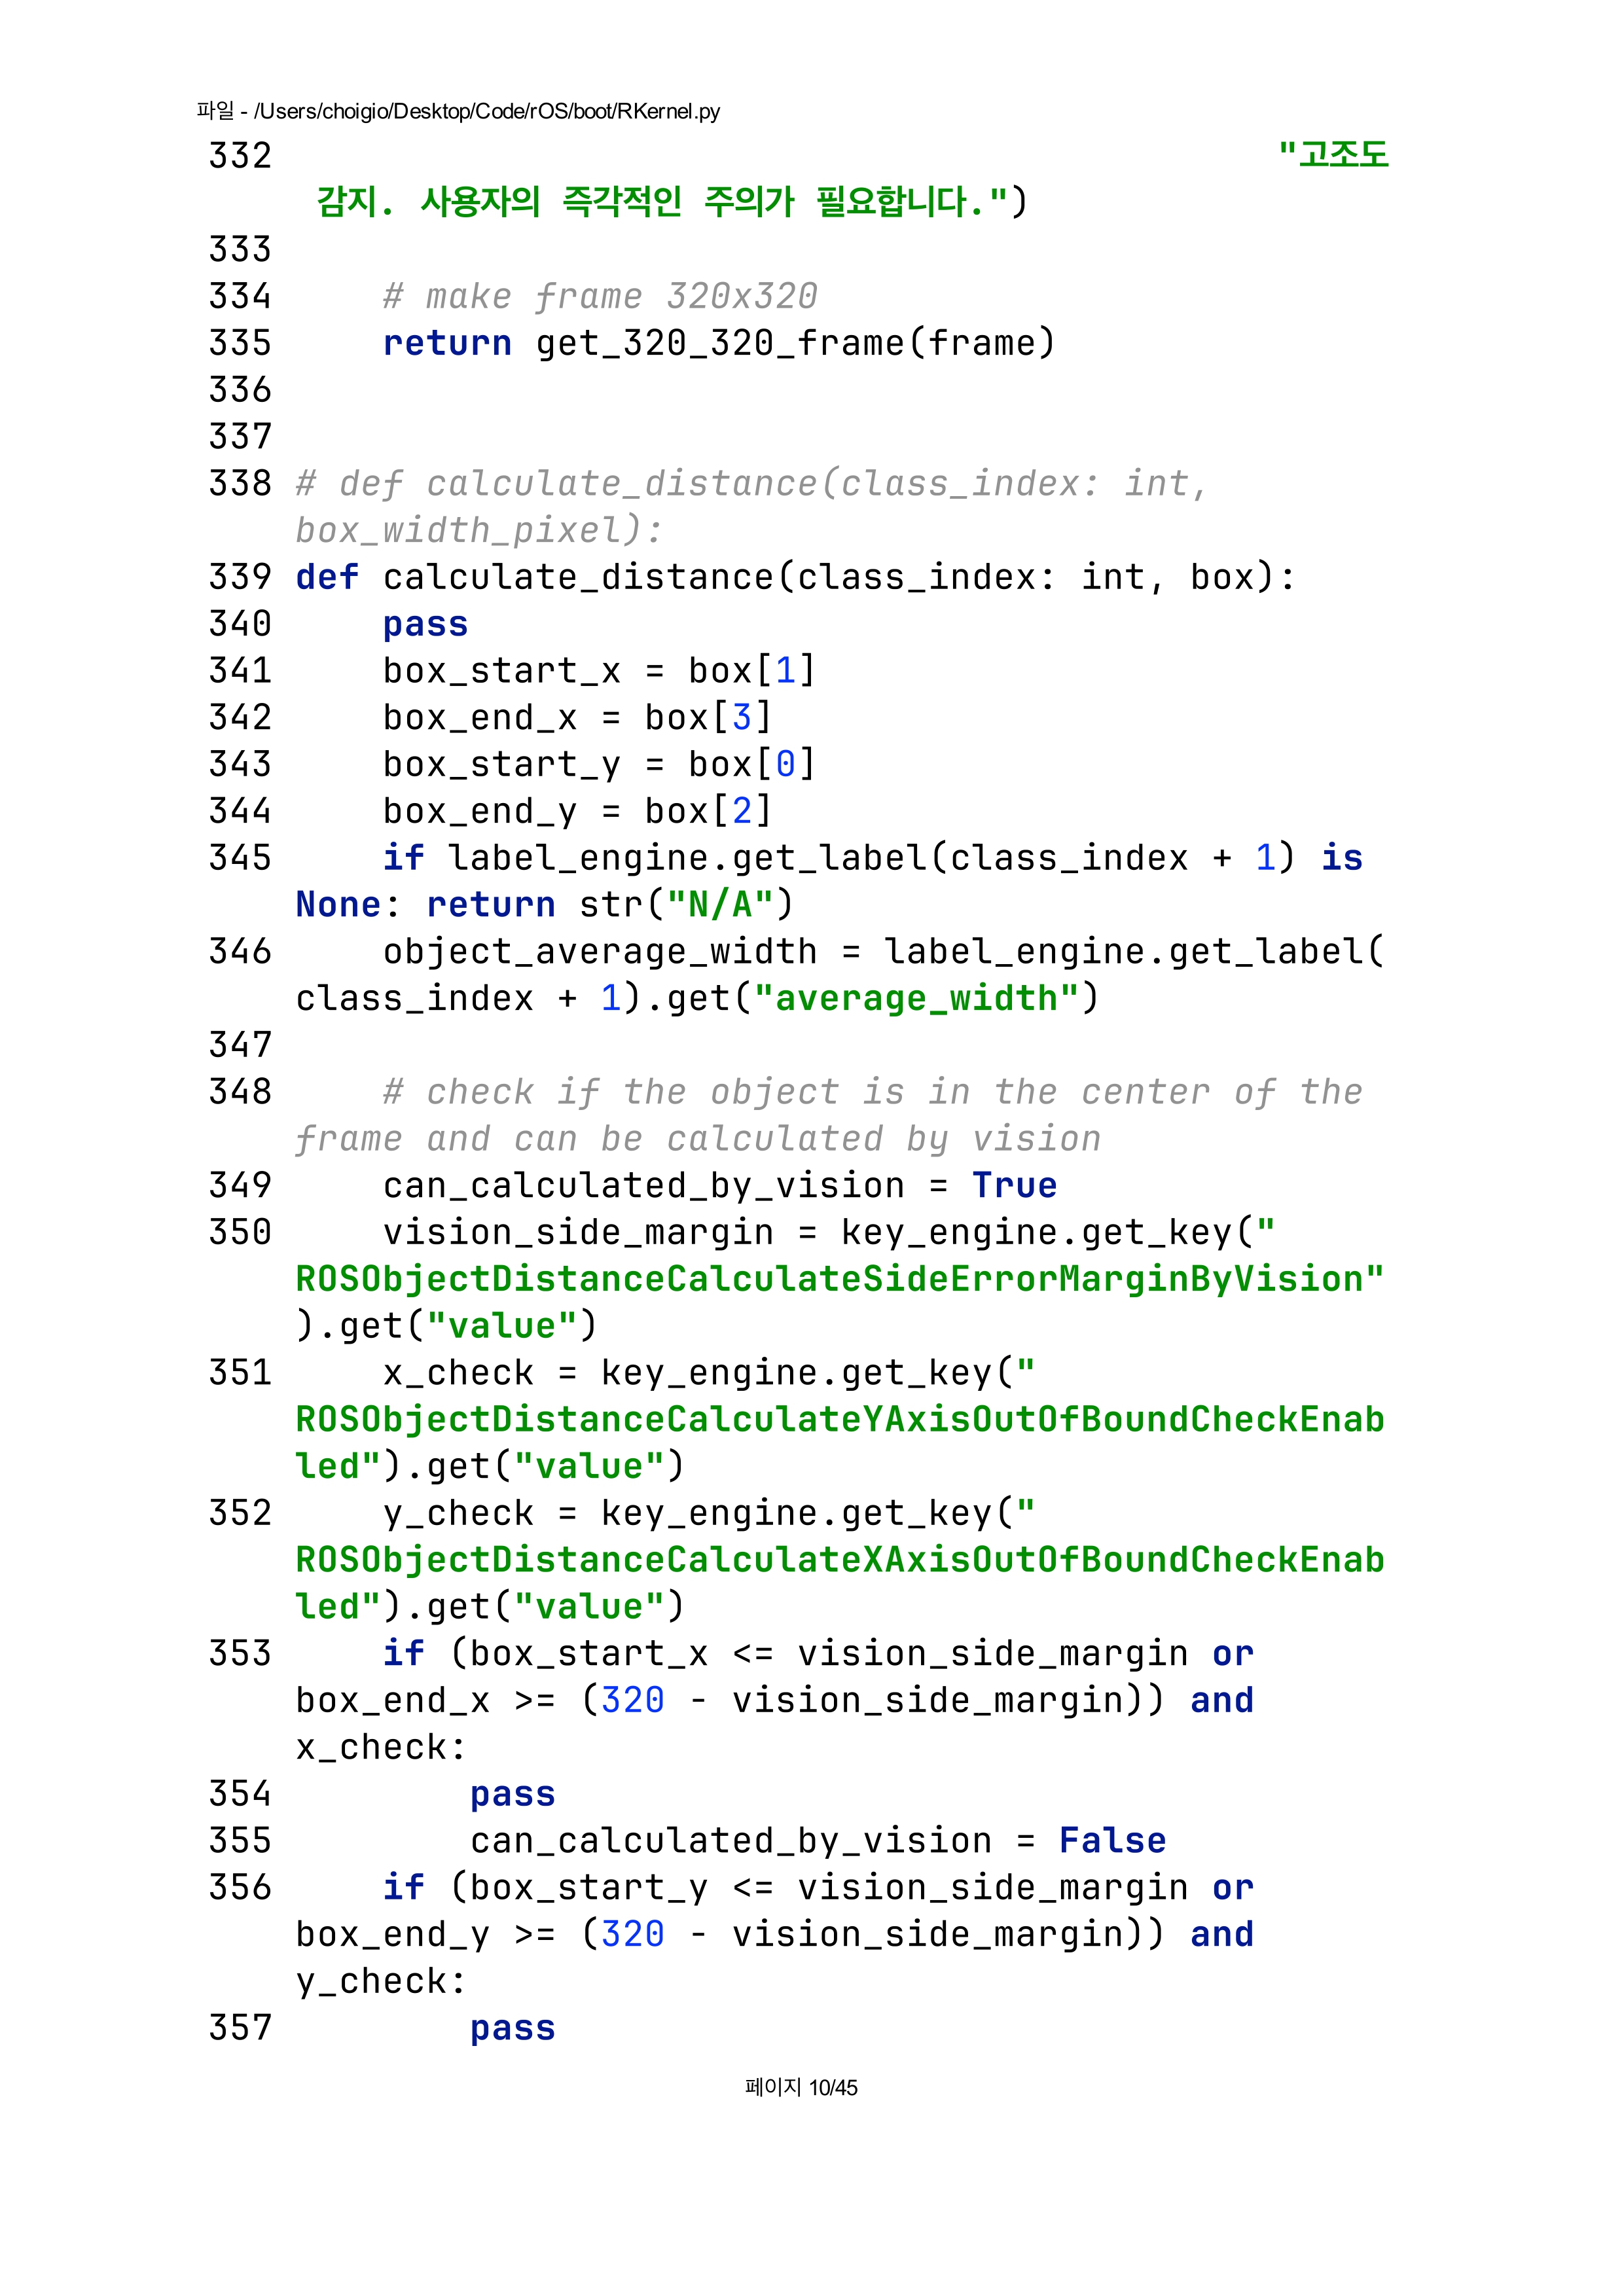 파일 - /Users/choigio/Desktop/Code/rOS/boot/RKernel.py
332 "고조도
감지. 사용자의 즉각적인 주의가 필요합니다.")
333
334 # make frame 320x320
335 return get_320_320_frame(frame)
336
337
338 # def calculate_distance(class_index: int,
box_width_pixel):
339 def calculate_distance(class_index: int, box):
340 pass
341 box_start_x = box[1]
342 box_end_x = box[3]
343 box_start_y = box[0]
344 box_end_y = box[2]
345 if label_engine.get_label(class_index + 1) is
None: return str("N/A")
346 object_average_width = label_engine.get_label(
class_index + 1).get("average_width")
347
348 # check if the object is in the center of the
frame and can be calculated by vision
349 can_calculated_by_vision = True
350 vision_side_margin = key_engine.get_key("
ROSObjectDistanceCalculateSideErrorMarginByVision"
).get("value")
351 x_check = key_engine.get_key("
ROSObjectDistanceCalculateYAxisOutOfBoundCheckEnab
led").get("value")
352 y_check = key_engine.get_key("
ROSObjectDistanceCalculateXAxisOutOfBoundCheckEnab
led").get("value")
353 if (box_start_x <= vision_side_margin or
box_end_x >= (320 - vision_side_margin)) and
x_check:
354 pass
355 can_calculated_by_vision = False
356 if (box_start_y <= vision_side_margin or
box_end_y >= (320 - vision_side_margin)) and
y_check:
357 pass
페이지 10/45